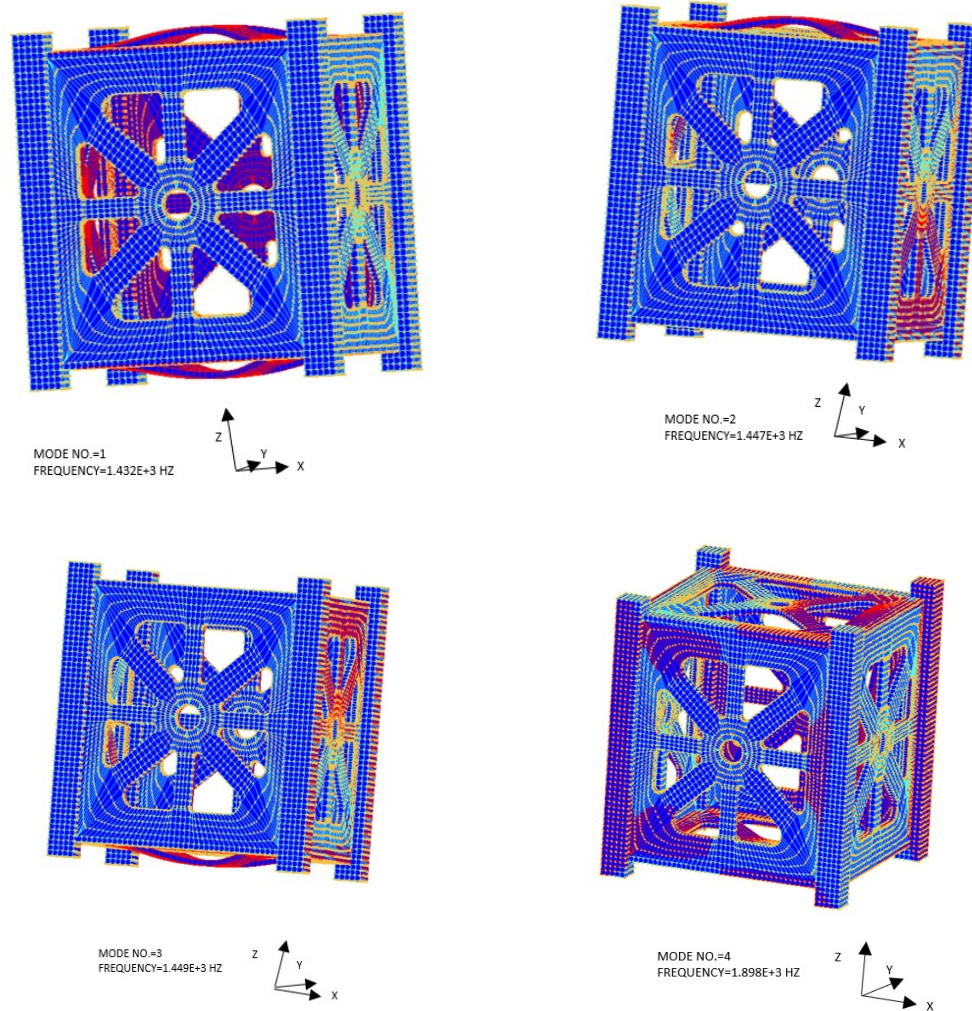 Z
Y
X
MODE NO.=1
FREQUENCY=1.432E+3 HZ
Z
Y
X
MODE NO.=2
FREQUENCY=1.447E+3 HZ
Z
Y
X
MODE NO.=3
FREQUENCY=1.449E+3 HZ
Z
Y
X
MODE NO.=4
FREQUENCY=1.898E+3 HZ